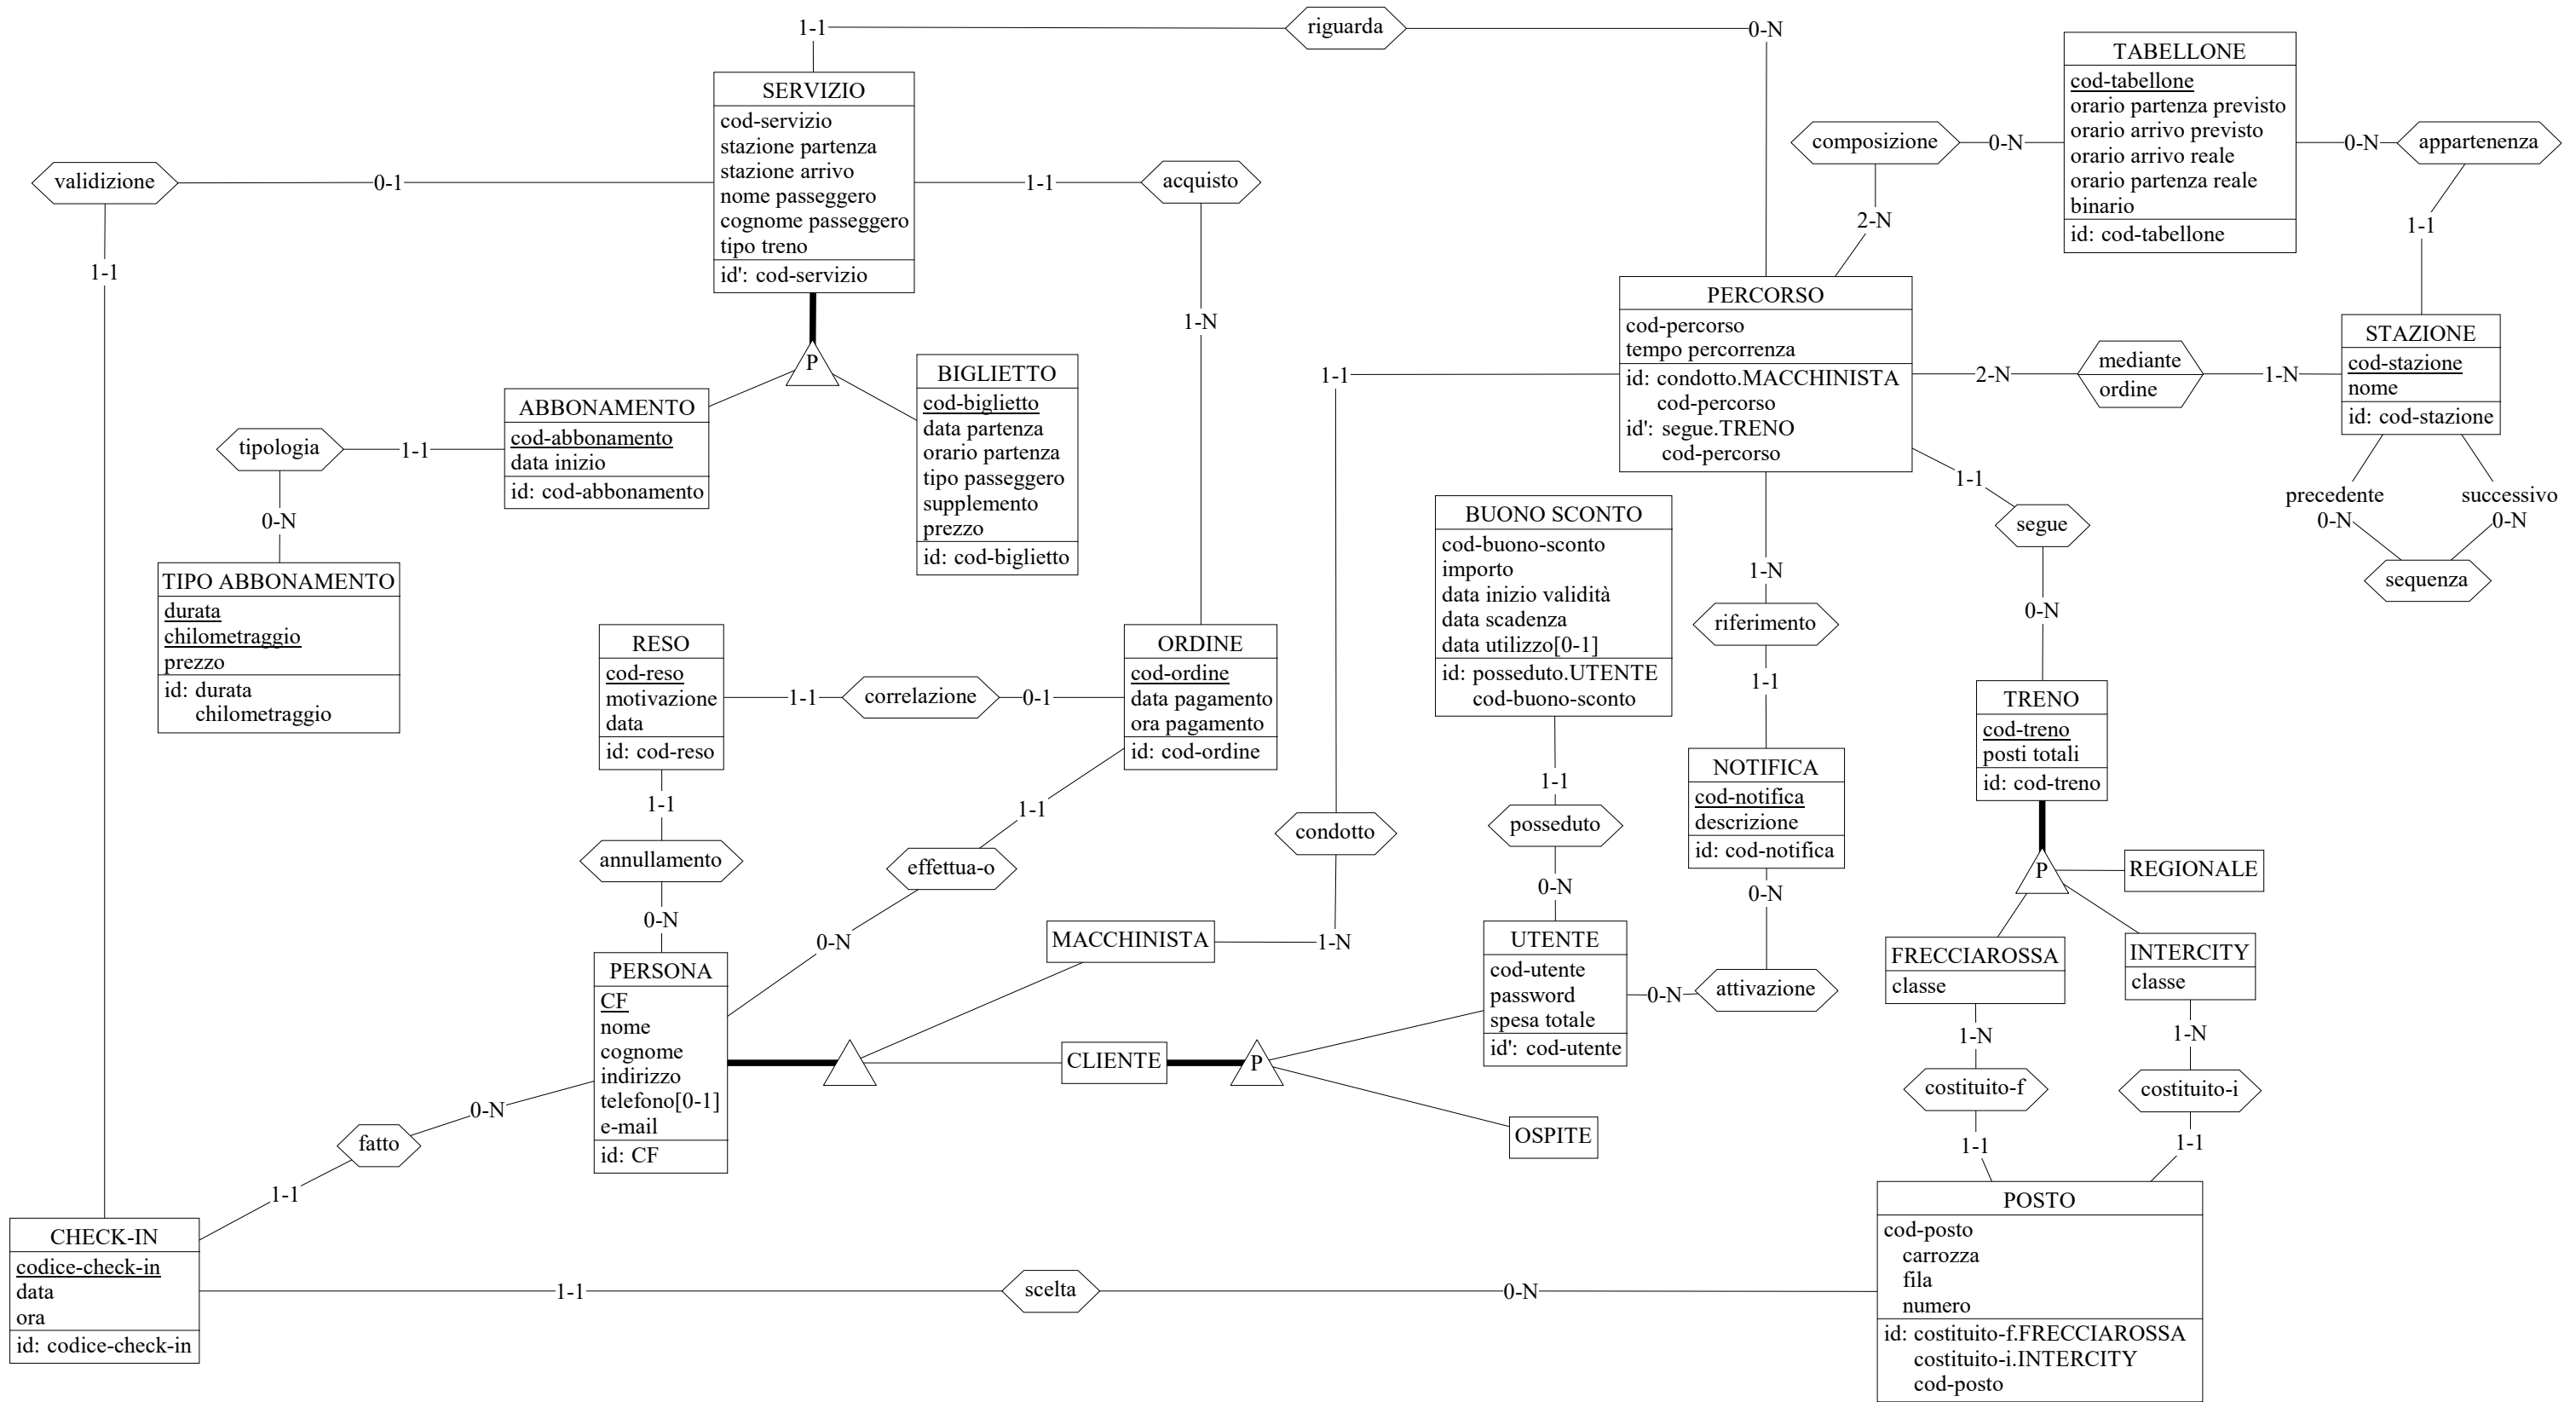 riguarda
1-1
0-N
SERVIZIO
cod-servizio
stazione partenza
stazione arrivo
nome passeggero
cognome passeggero
tipo treno
id': cod-servizio
TABELLONE
cod-tabellone
orario partenza previsto
orario arrivo previsto
orario arrivo reale
orario partenza reale
binario
id: cod-tabellone
composizione
0-N
2-N
0-N
appartenenza
1-1
validizione
0-1
1-1
1-1
acquisto
1-N
P
PERCORSO
cod-percorso
tempo percorrenza
id: condotto.MACCHINISTA
cod-percorso
id': segue.TRENO
cod-percorso
2-N
mediante
ordine
1-N
STAZIONE
cod-stazione
nome
id: cod-stazione
precedente
0-N
successivo
0-N
sequenza
ABBONAMENTO
cod-abbonamento
data inizio
id: cod-abbonamento
BIGLIETTO
cod-biglietto
data partenza
orario partenza
tipo passeggero
supplemento
prezzo
id: cod-biglietto
tipologia
1-1
0-N
TIPO ABBONAMENTO
durata
chilometraggio
prezzo
id: durata
chilometraggio
1-1
BUONO SCONTO
cod-buono-sconto
importo
data inizio validità
data scadenza
data utilizzo[0-1]
id: posseduto.UTENTE
cod-buono-sconto
1-N
riferimento
1-1
1-1
segue
0-N
RESO
cod-reso
motivazione
data
id: cod-reso
1-1
correlazione
0-1
ORDINE
cod-ordine
data pagamento
ora pagamento
id: cod-ordine
TRENO
cod-treno
posti totali
id: cod-treno
NOTIFICA
cod-notifica
descrizione
id: cod-notifica
1-1
posseduto
0-N
0-N
attivazione
0-N
1-1
annullamento
0-N
1-1
effettua-o
0-N
condotto
1-N
MACCHINISTA
P
REGIONALE
FRECCIAROSSA
classe
INTERCITY
classe
UTENTE
cod-utente
password
spesa totale
id': cod-utente
PERSONA
CF
nome
cognome
indirizzo
telefono[0-1]
e-mail
id: CF
CLIENTE
P
OSPITE
1-N
costituito-f
1-1
1-N
costituito-i
1-1
0-N
fatto
1-1
CHECK-IN
codice-check-in
data
ora
id: codice-check-in
1-1
scelta
0-N
POSTO
cod-posto
carrozza
fila
numero
id: costituito-f.FRECCIAROSSA
costituito-i.INTERCITY
cod-posto